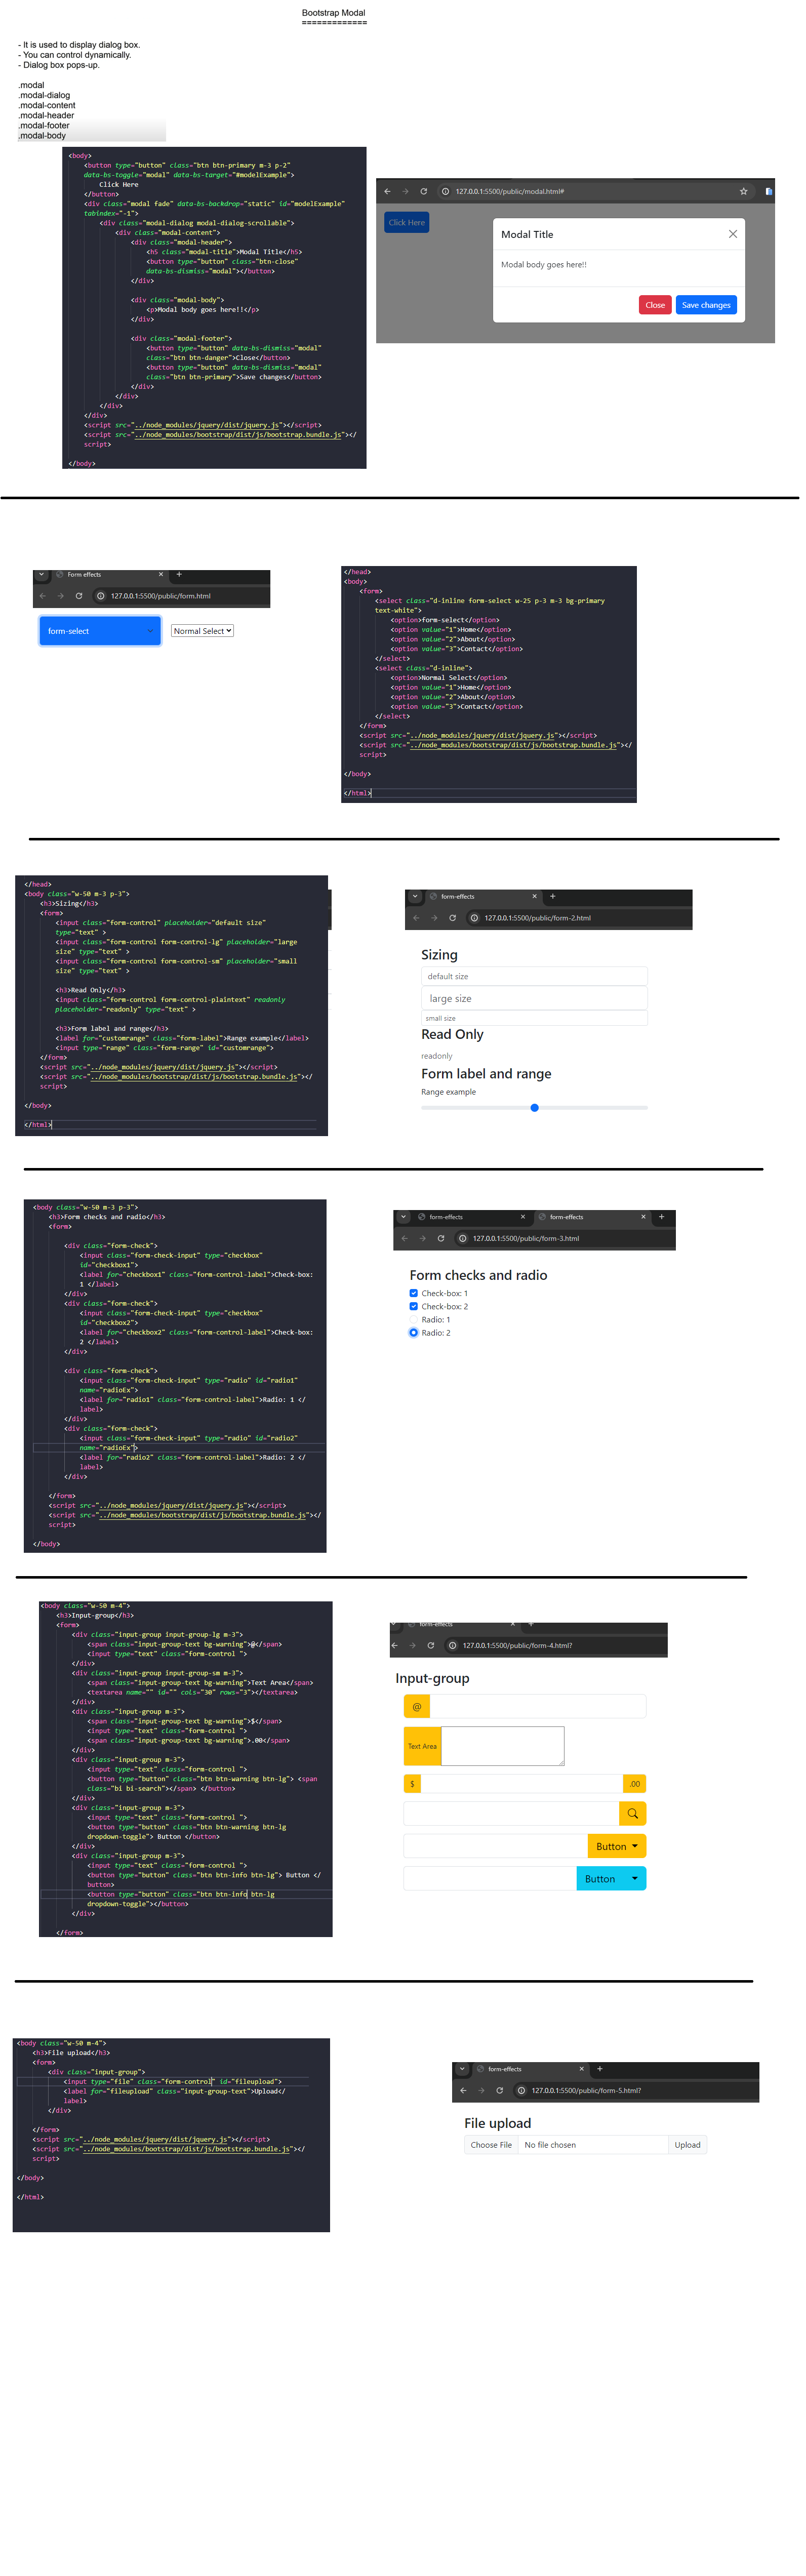 Bootstrap Modal
=============
- It is used to display dialog box.
- You can control dynamically.
- Dialog box pops-up.
.modal
.modal-dialog
.modal-content
.modal-header
.modal-footer
.modal-body
<body>
<button type="button" class="btn btn-primary m-3 p-2"
data-bs-toggle="modal" data-bs-target="#modelExample">
Click Here
</button>
<div class="modal fade" data-bs-backdrop="static" id="modelExample"
tabindex="-1">
<div class="modal-dialog modal-dialog-scrollable">
<div class="modal-content">
<div class="modal-header">
<h5 class="modal-title">Modal Title</h5>
<button type="button" class="btn-close"
data-bs-dismiss="modal"></button>
</div>
<div class="modal-body">
<p>Modal body goes here!!</p>
</div>
<div class="modal-footer">
<button type="button" data-bs-dismiss="modal"
class="btn btn-danger">Close</button>
<button type="button" data-bs-dismiss="modal"
class="btn btn-primary">Save changes</button>
</div>
</div>
</div>
</div>
<script src="../node_modules/jquery/dist/jquery.js"></script>
<script src="../node_modules/bootstrap/dist/js/bootstrap.bundle.js"></
script>
</body>
127.0.0.1:5500/public/modal.html#
Click Here
Modal Title
Modal body goes here!!
Close
Save changes
Form effects
127.0.0.1:5500/public/form.html
form-select
Normal Select
</head>
<body>
<form>
<select class="d-inline form-select w-25 p-3 m-3 bg-primary
text-white">
<option>form-select</option>
<option value="1">Home</option>
<option value="2">About</option>
<option value="3">Contact</option>
</select>
<select class="d-inline">
<option>Normal Select</option>
<option value="1">Home</option>
<option value="2">About</option>
<option value="3">Contact</option>
</select>
</form>
<script src="../node_modules/jquery/dist/jquery.js"></script>
<script src="../node_modules/bootstrap/dist/js/bootstrap.bundle.js"></
script>
</body>
</html>
</head>
<body class="w-50 m-3 p-3">
<h3>Sizing</h3>
<form>
<input class="form-control" placeholder="default size"
type="text" >
<input class="form-control form-control-lg" placeholder="large
size" type="text" >
<input class="form-control form-control-sm" placeholder="small
size" type="text" >
<h3>Read Only</h3>
<input class="form-control form-control-plaintext" readonly
placeholder="readonly" type="text" >
<h3>Form label and range</h3>
<label for="customrange" class="form-label">Range example</label>
<input type="range" class="form-range" id="customrange">
</form>
<script src="../node_modules/jquery/dist/jquery.js"></script>
<script src="../node_modules/bootstrap/dist/js/bootstrap.bundle.js"></
script>
</body>
</html>
form-effects
127.0.0.1:5500/public/form-2.html
Sizing
default size
large size
small size
Read Only
readonly
Form label and range
Range example
<body class="w-50 m-3 p-3">
<h3>Form checks and radio</h3>
<form>
<div class="form-check">
<input class="form-check-input" type="checkbox"
id="checkbox1">
<label for="checkbox1" class="form-control-label">Check-box:
1 </label>
</div>
<div class="form-check">
<input class="form-check-input" type="checkbox"
id="checkbox2">
<label for="checkbox2" class="form-control-label">Check-box:
2 </label>
</div>
<div class="form-check">
<input class="form-check-input" type="radio" id="radio1"
name="radioEx">
<label for="radio1" class="form-control-label">Radio: 1 </
label>
</div>
<div class="form-check">
<input class="form-check-input" type="radio" id="radio2"
name="radioEx">
<label for="radio2" class="form-control-label">Radio: 2 </
label>
</div>
</form>
<script src="../node_modules/jquery/dist/jquery.js"></script>
<script src="../node_modules/bootstrap/dist/js/bootstrap.bundle.js"></
script>
</body>
form-effects
form-effects
127.0.0.1:5500/public/form-3.html
Form checks and radio
Check-box: 1
Check-box: 2
Radio: 1
Radio: 2
<body class="w-50 m-4">
<h3>Input-group</h3>
<form>
<div class="input-group input-group-lg m-3">
<span class="input-group-text bg-warning">@</span>
<input type="text" class="form-control ">
</div>
<div class="input-group input-group-sm m-3">
<span class="input-group-text bg-warning">Text Area</span>
<textarea name="" id="" cols="30" rows="3"></textarea>
</div>
<div class="input-group m-3">
<span class="input-group-text bg-warning">$</span>
<input type="text" class="form-control ">
<span class="input-group-text bg-warning">.00</span>
</div>
<div class="input-group m-3">
<input type="text" class="form-control ">
<button type="button" class="btn btn-warning btn-lg"> <span
class="bi bi-search"></span> </button>
</div>
<div class="input-group m-3">
<input type="text" class="form-control ">
<button type="button" class="btn btn-warning btn-lg
dropdown-toggle"> Button </button>
</div>
<div class="input-group m-3">
<input type="text" class="form-control ">
<button type="button" class="btn btn-info btn-lg"> Button </
button>
<button type="button" class="btn btn-info btn-lg
dropdown-toggle"></button>
</div>
</form>
form-effects
127.0.0.1:5500/public/form-4.html?
Input-group
@
Text Area
$
.00
Button
Button
<body class="w-50 m-4">
<h3>File upload</h3>
<form>
<div class="input-group">
<input type="file" class="form-control" id="fileupload">
<label for="fileupload" class="input-group-text">Upload</
label>
</div>
</form>
<script src="../node_modules/jquery/dist/jquery.js"></script>
<script src="../node_modules/bootstrap/dist/js/bootstrap.bundle.js"></
script>
</body>
</html>
form-effects
127.0.0.1:5500/public/form-5.html?
File upload
Choose File
No file chosen
Upload